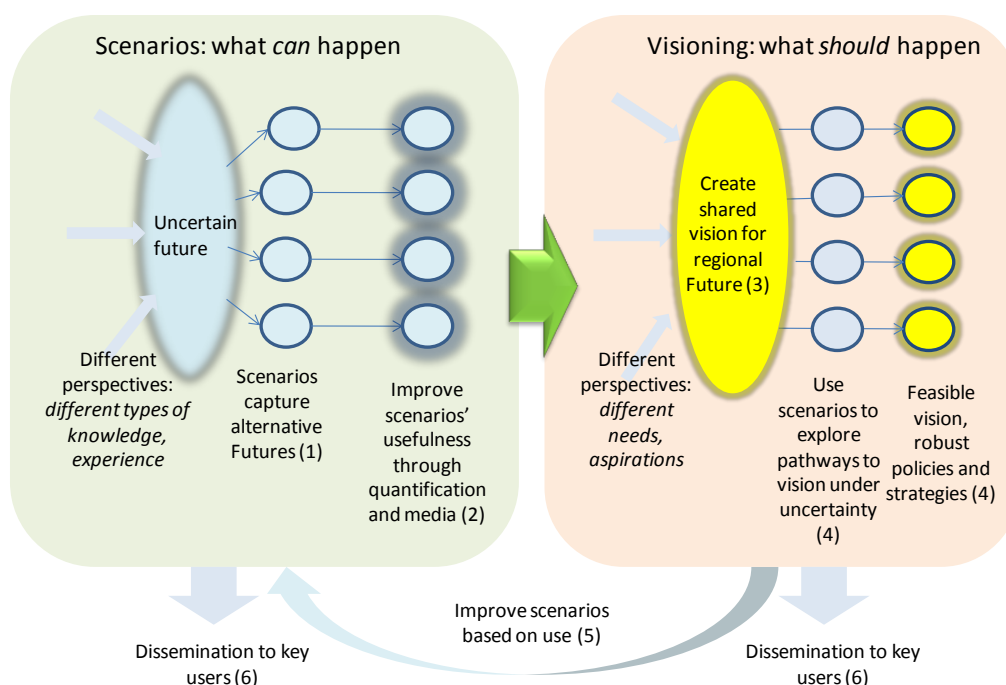 Scenarios: what can happen
Uncertain
future
Different
perspectives:
different types of
knowledge,
experience
Scenarios
capture
alternative
Futures (1)
Improve
scenarios’
usefulness
through
quantification
and media (2)
Visioning: what should happen
Create
shared
vision for
regional
Future (3)
Different
perspectives:
different
needs,
aspirations
Use
scenarios to
explore
pathways to
vision under
uncertainty
(4)
Feasible
vision,
robust
policies and
strategies (4)
Improve scenarios
based on use (5)
Dissemination to key
users (6)
Dissemination to key
users (6)